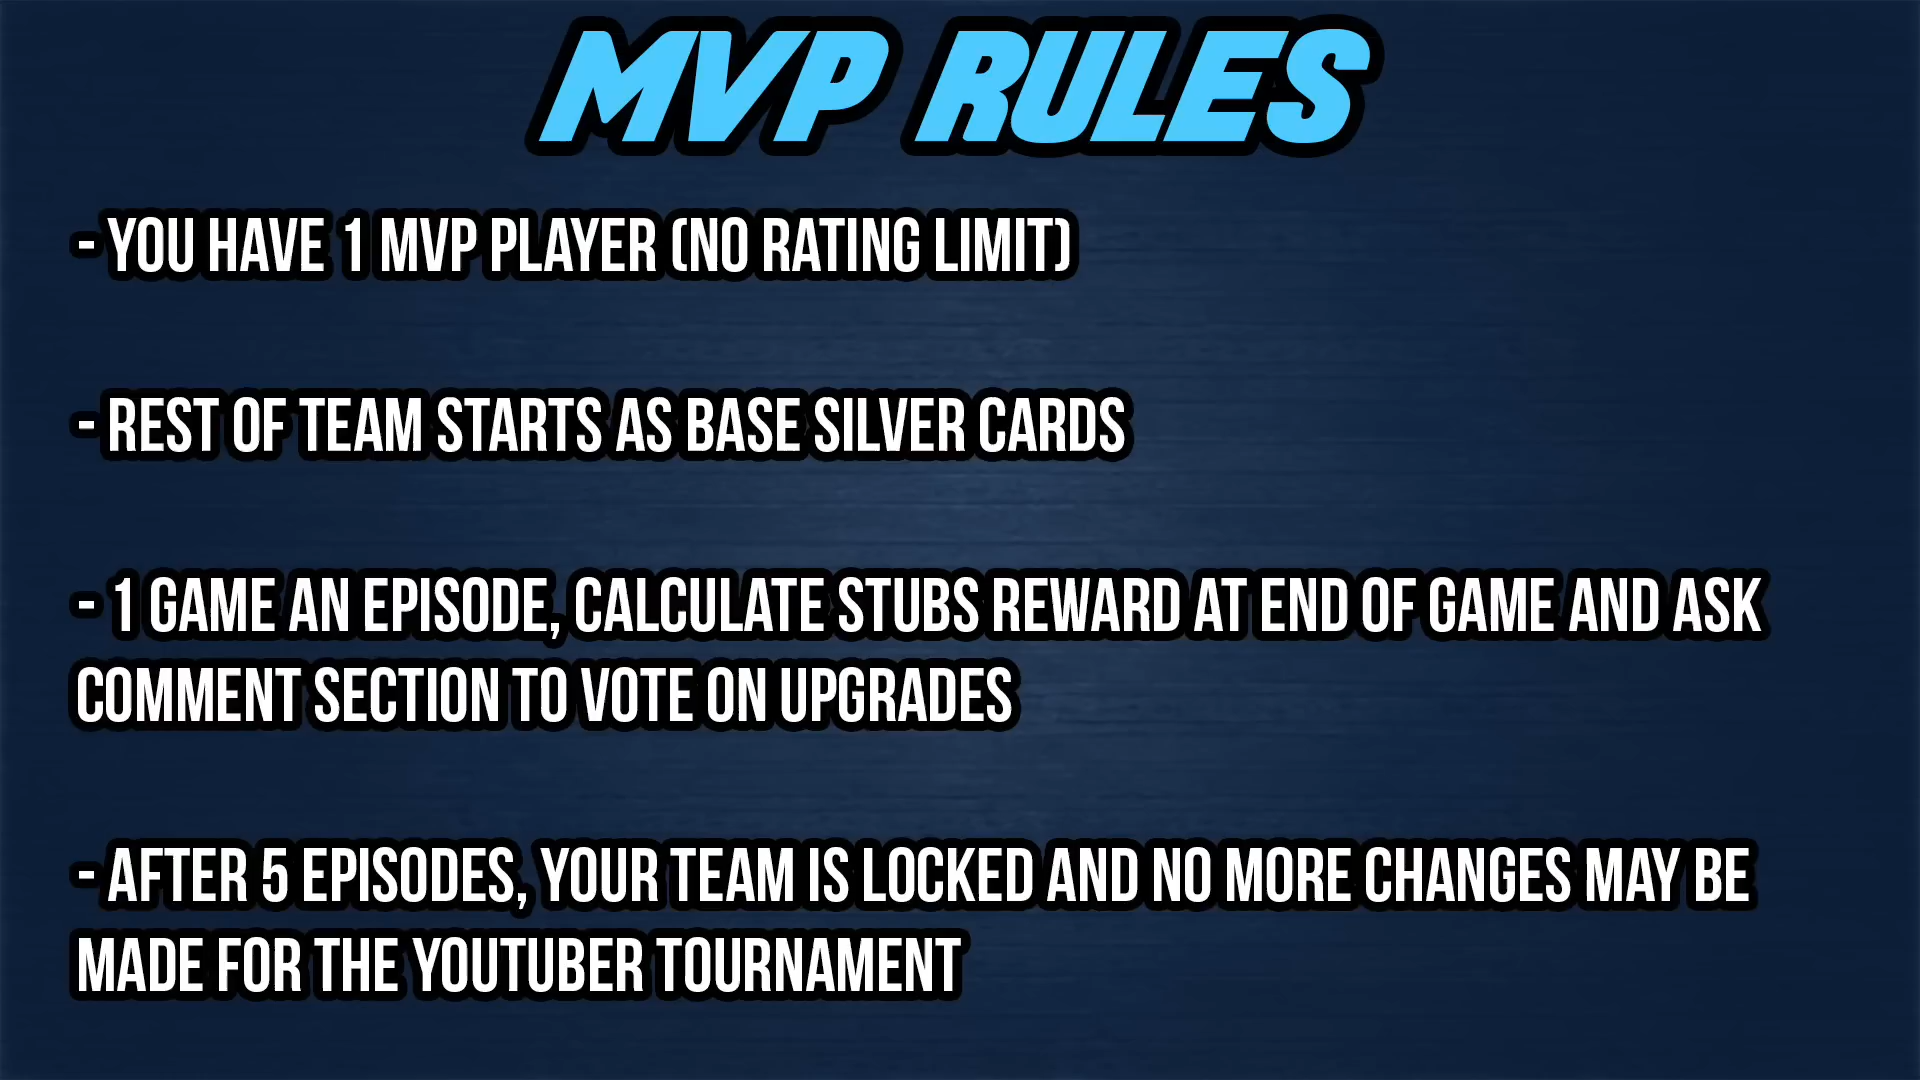 MVP RULES
- YOU HAVE 1 MVP PLAYER (NO RATING LIMIT)
- REST OF TEAM STARTS AS BASE SILVER CARDS
- 1 GAME AN EPISODE, CALCULATE STUBS REWARD AT END OF GAME AND ASK
COMMENT SECTION TO VOTE ON UPGRADES
- AFTER 5 EPISODES, YOUR TEAM IS LOCKED AND NO MORE CHANGES MAY BE
MADE FOR THE YOUTUBER TOURNAMENT